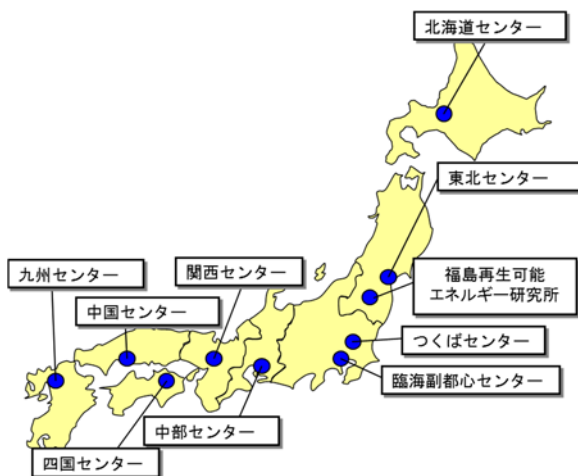 北海道センター
東北センター
九州センター
関西センター
福島再生可能
エネルギー研究所
中国センター
つくばセンター
臨海副都心センター
中部センター
四国センター